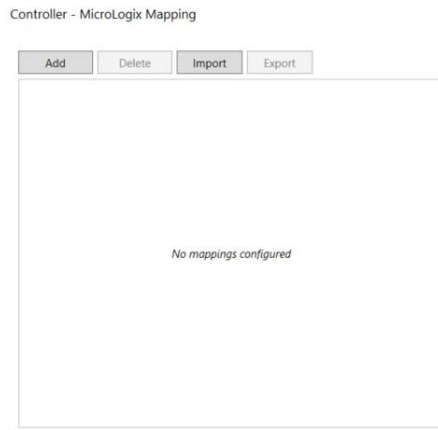 Controller - MicroLogix Mapping
Add Delete Import Export
No mappings configured